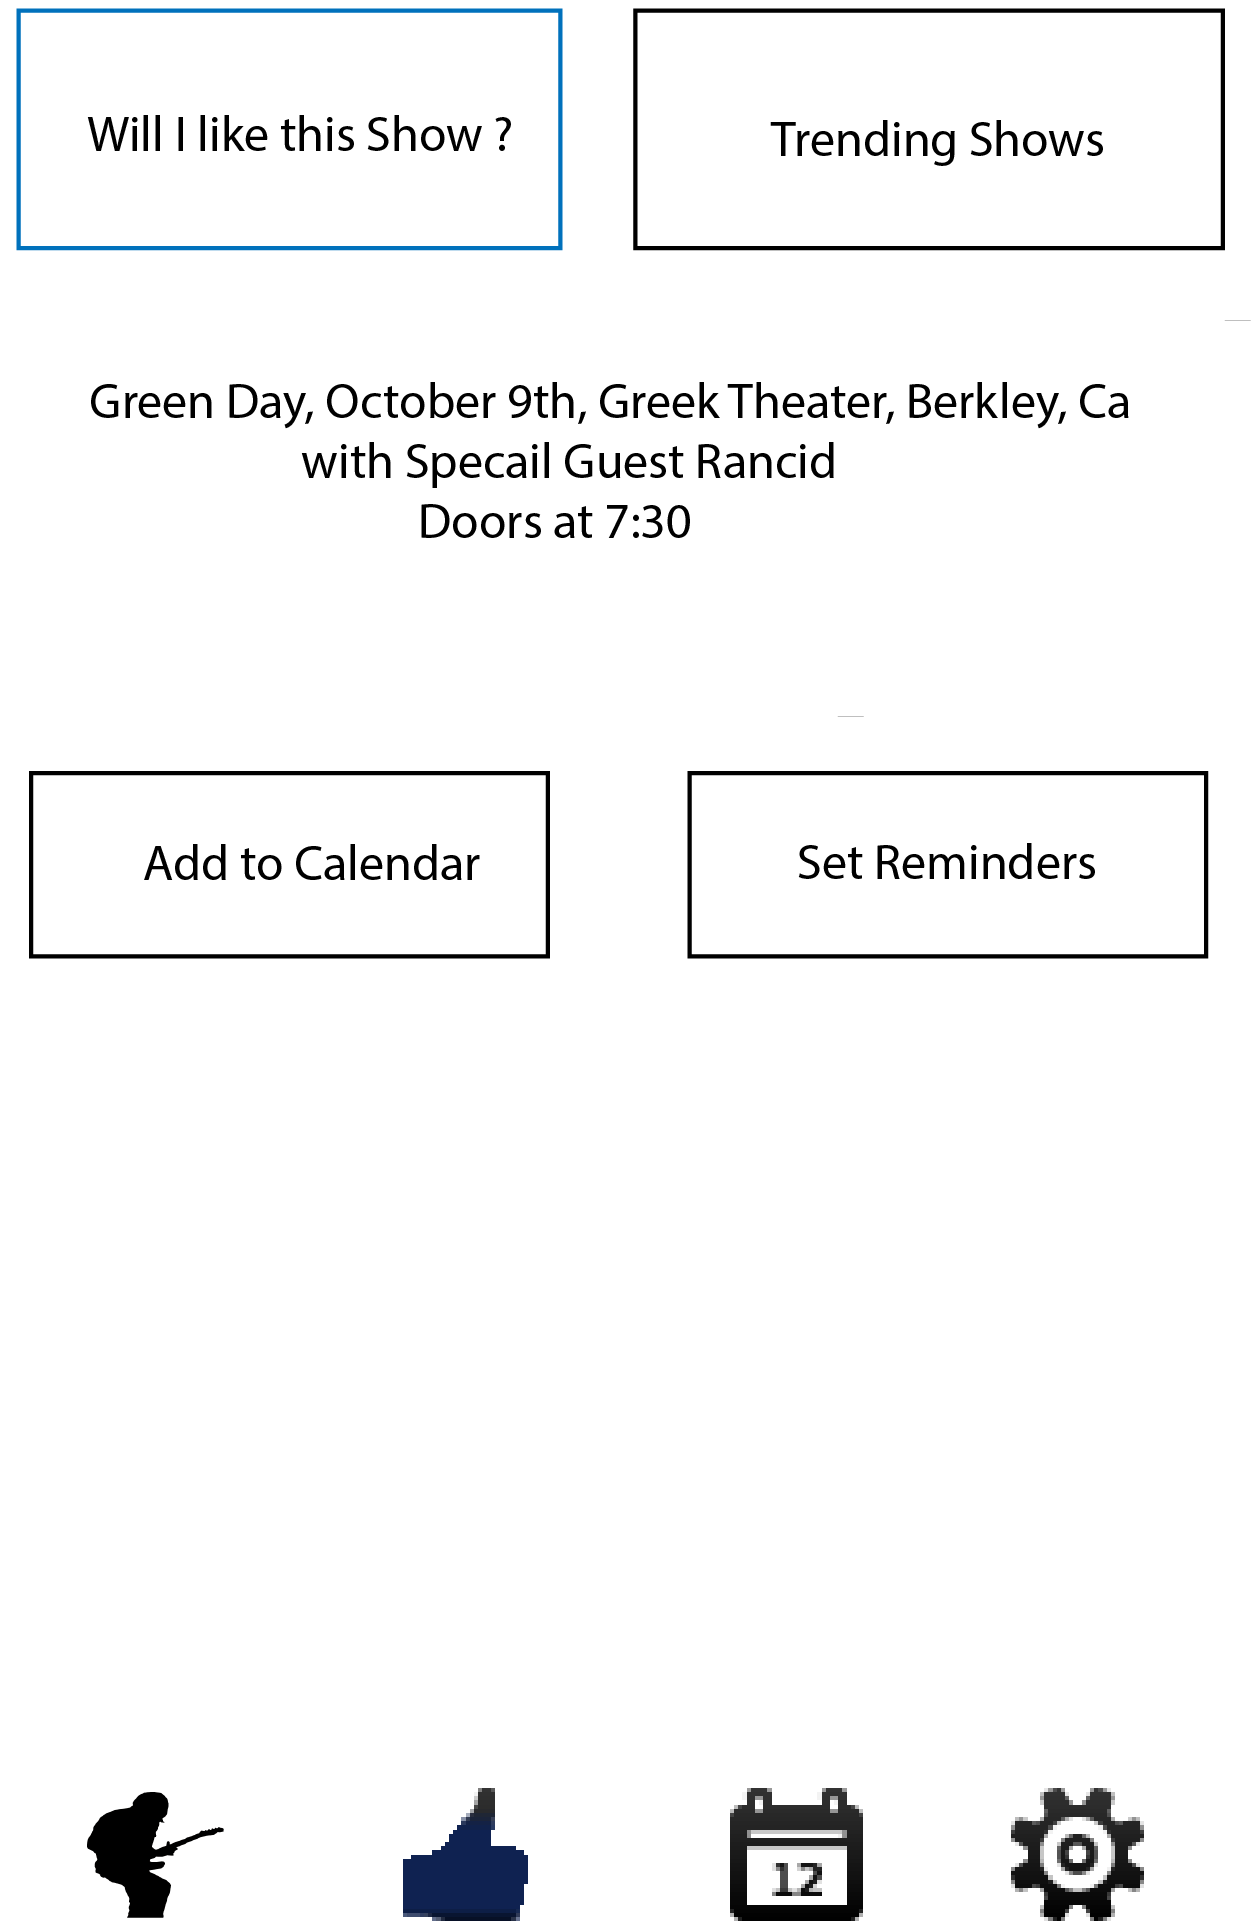 Will I like this Show ?
Trending Shows
Green Day, October 9th, Greek Theater, Berkley, Ca
with Specail Guest Rancid
Doors at 7:30
Add to Calendar
Set Reminders
12